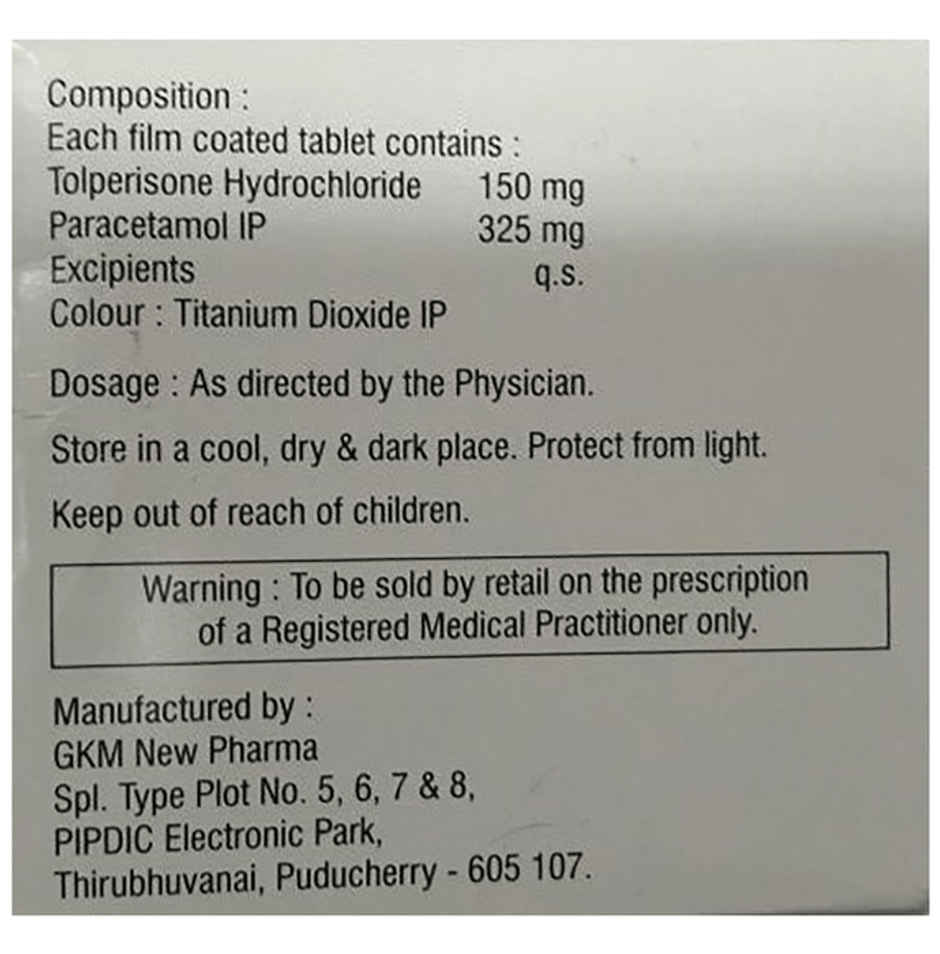 Composition :
Each film coated tablet contains :
Tolperisone Hydrochloride 150 mg
Paracetamol IP 325 mg
Excipients q.s.
Colour : Titanium Dioxide IP
Dosage : As directed by the Physician.
Store in a cool, dry & dark place. Protect from light.
Keep out of reach of children.
Warning : To be sold by retail on the prescription
of a Registered Medical Practitioner only.
Manufactured by :
GKM New Pharma
Spl. Type Plot No. 5, 6, 7 & 8,
PIPDIC Electronic Park,
Thirubhuvanai, Puducherry - 605 107.